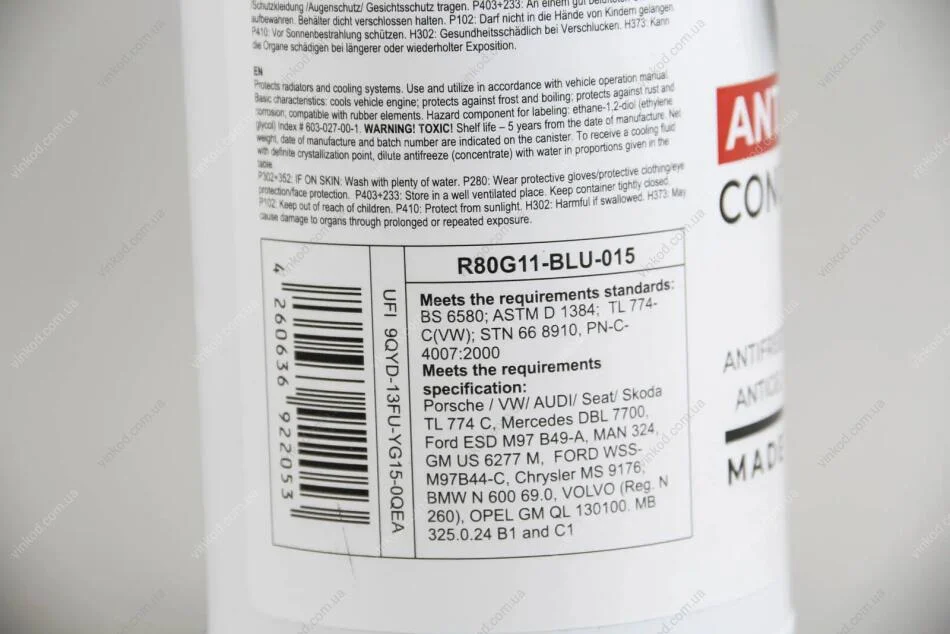 Schutzkleidung /Augenschutz/ Gesichtsschutz tragen. P403+233: An einem gut belüfteten
aufbewahren. Behälter dicht verschlossen halten. P102: Darf nicht in die Hände von Kindern gelangen.
P410: Vor Sonnenbestrahlung schützen. H302: Gesundheitsschädlich bei Verschlucken. H373: Kann
die Organe schädigen bei längerer oder wiederholter Exposition.
EN
Protects radiators and cooling systems. Use and utilize in accordance with vehicle operation manual.
Basic characteristics: cools vehicle engine; protects against frost and boiling; protects against rust and
corrosion; compatible with rubber elements. Hazard component for labeling: ethane-1,2-diol (ethylene
glycol) Index # 603-027-00-1. WARNING! TOXIC! Shelf life – 5 years from the date of manufacture. Net
weight, date of manufacture and batch number are indicated on the canister. To receive a cooling fluid
with definite crystallization point, dilute antifreeze (concentrate) with water in proportions given in the
table.
P302+352: IF ON SKIN: Wash with plenty of water. P280: Wear protective gloves/protective clothing/eye
protection/face protection. P403+233: Store in a well ventilated place. Keep container tightly closed.
P102: Keep out of reach of children. P410: Protect from sunlight. H302: Harmful if swallowed. H373: May
cause damage to organs through prolonged or repeated exposure.
4 260636 922053
UFI 9QYD-13FU-YG15-0QEA
R80G11-BLU-015
Meets the requirements standards:
BS 6580; ASTM D 1384; TL 774-
C(VW); STN 66 8910, PN-C-
4007:2000
Meets the requirements
specification:
Porsche / VW/ AUDI/ Seat/ Skoda
TL 774 C, Mercedes DBL 7700,
Ford ESD M97 B49-A, MAN 324,
GM US 6277 M, FORD WSS-
M97B44-C, Chrysler MS 9176;
BMW N 600 69.0, VOLVO (Reg. N
260), OPEL GM QL 130100. MB
325.0.24 B1 and C1
ANT
CON
ANTIFRE
ANTIG
MADE
vinkod.com.ua